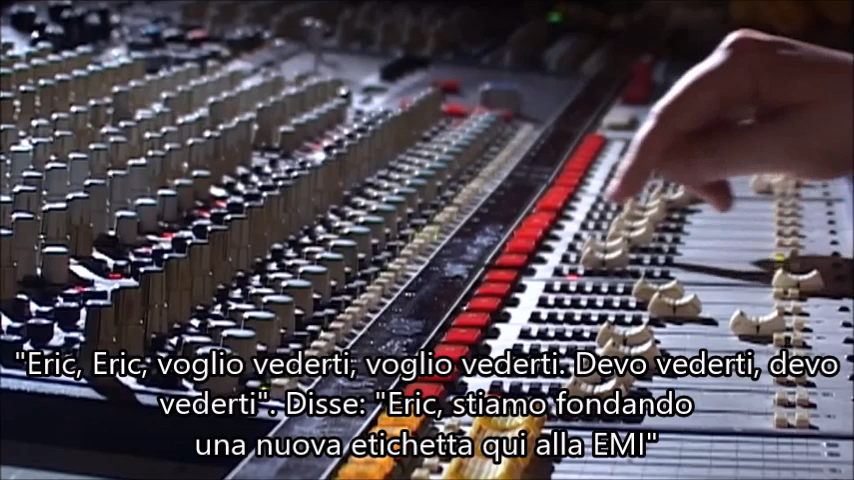 "Eric, Eric, voglio vederti, voglio vederti. Devo vederti, devo
vederti". Disse: "Eric, stiamo fondando
una nuova etichetta qui alla EMI"